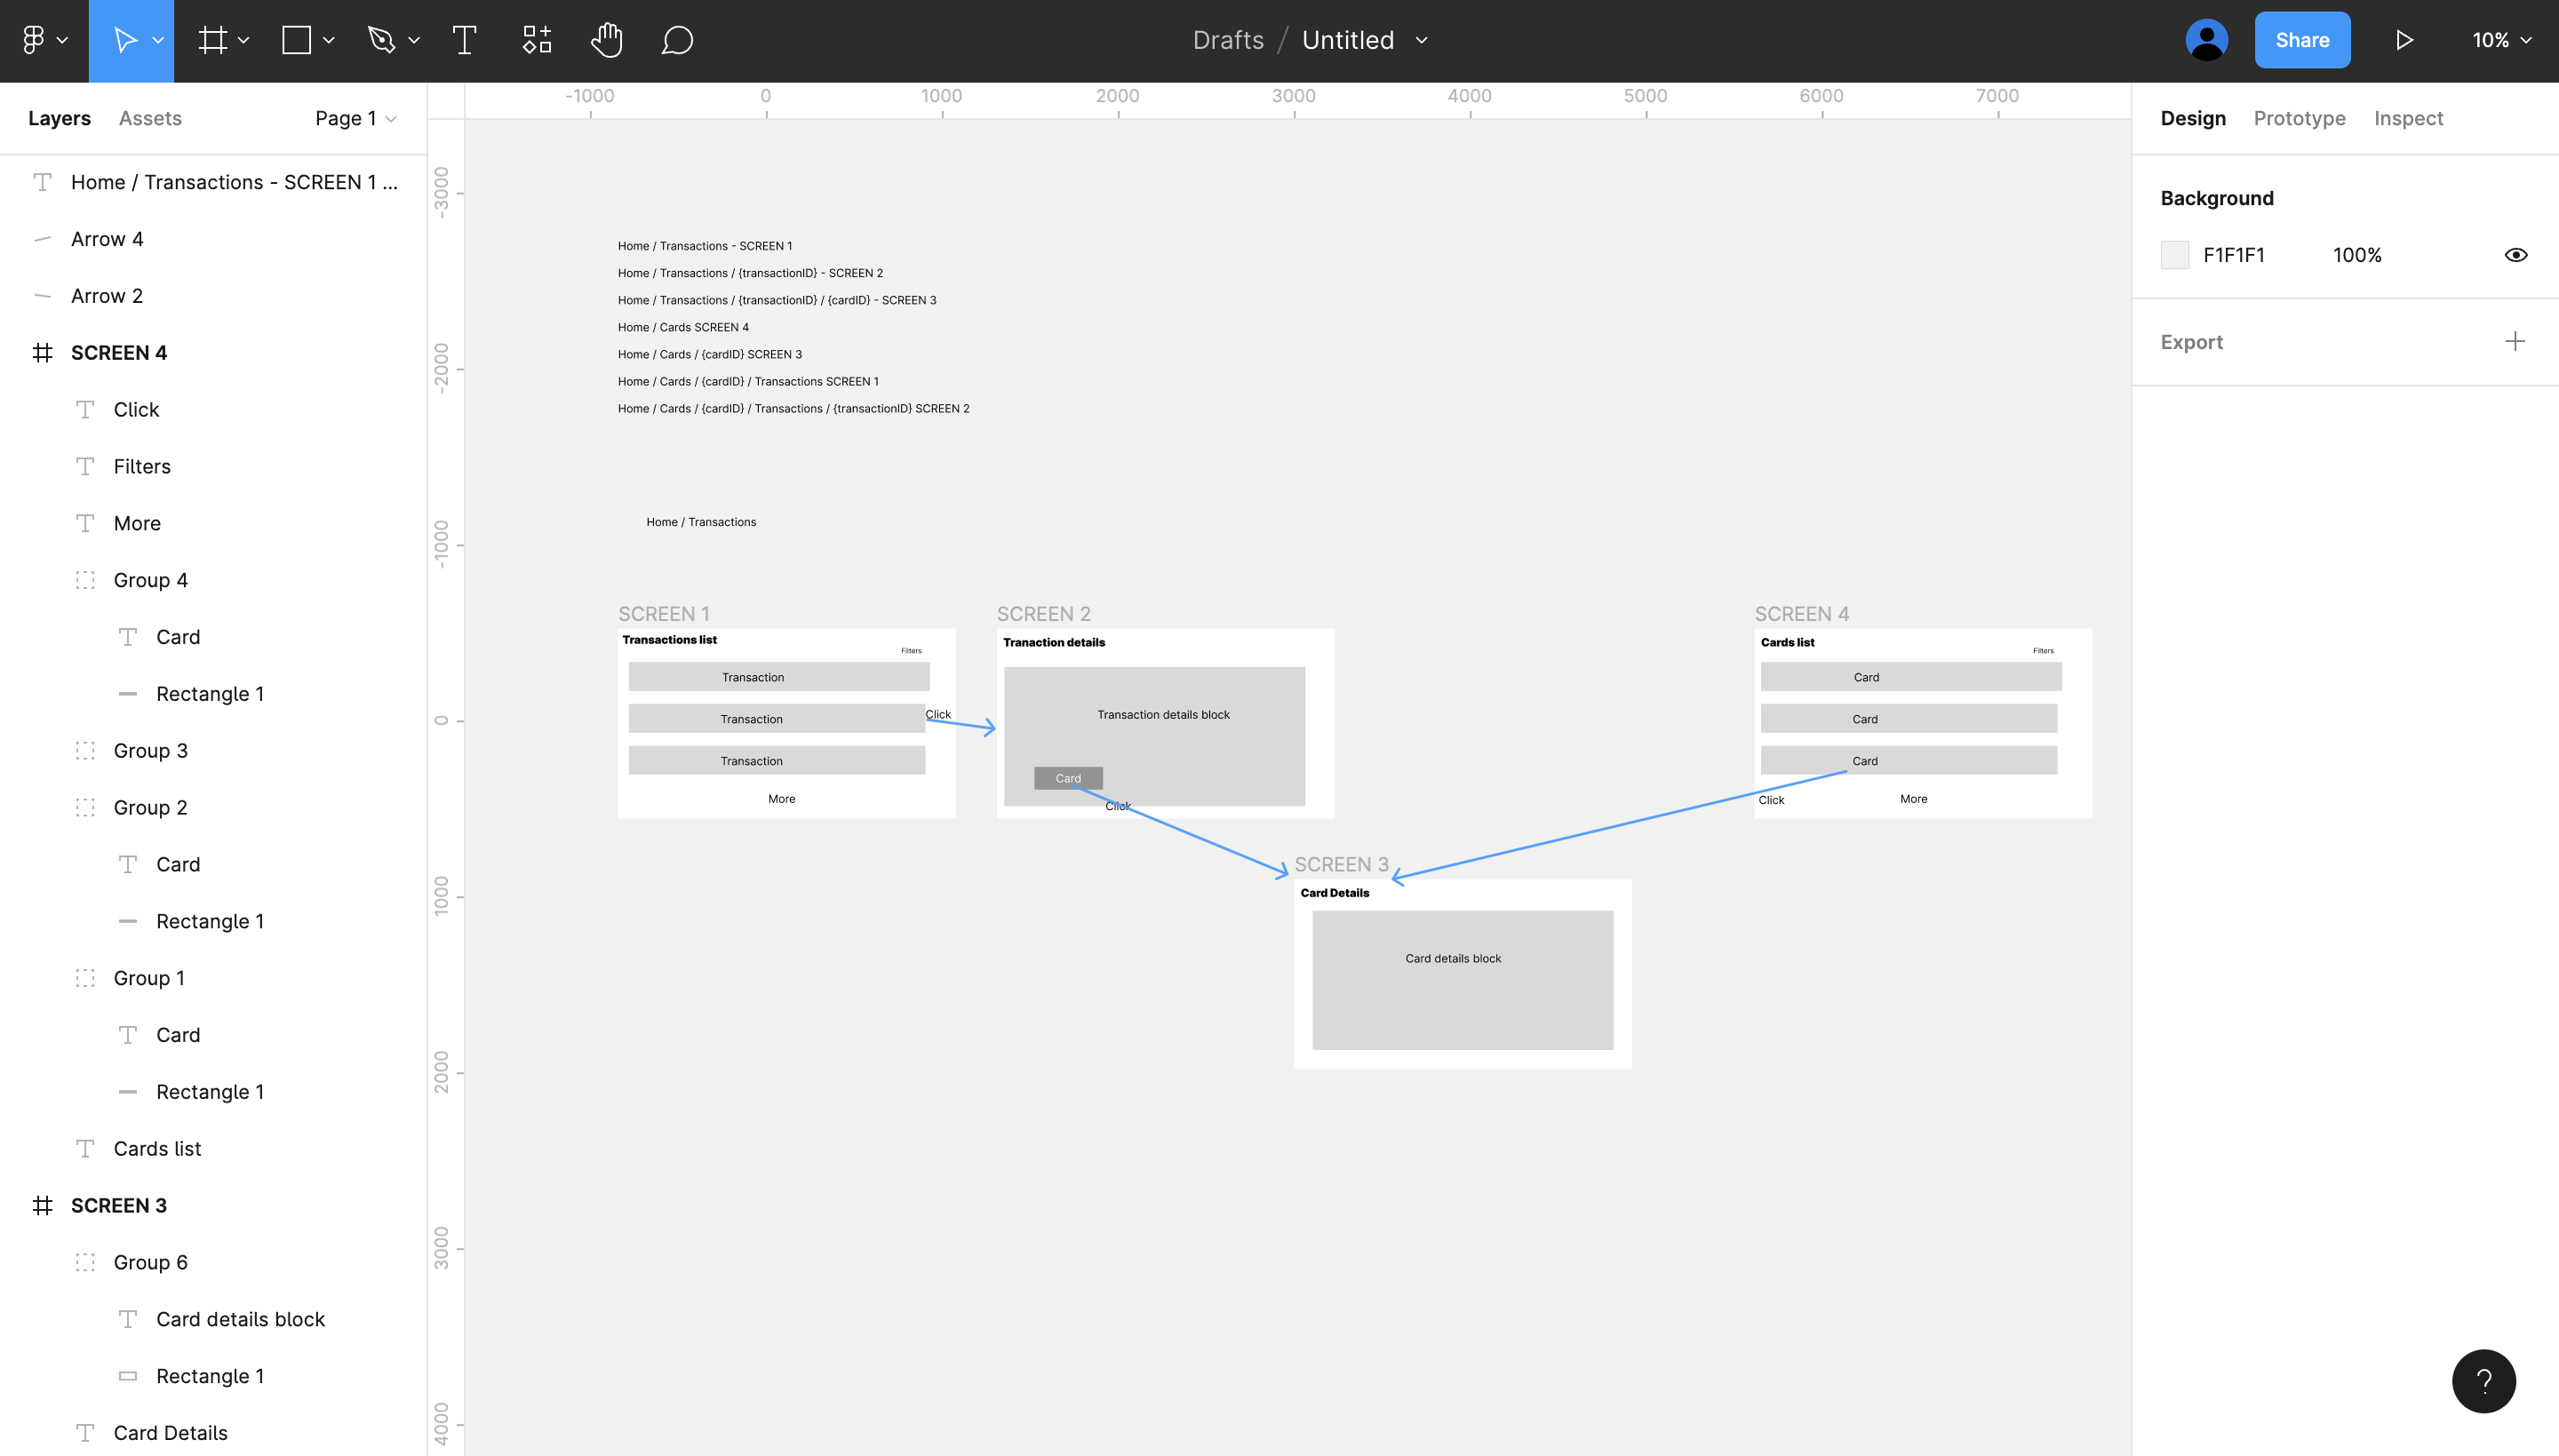 Drafts / Untitled
Share
10%
Layers Assets Page 1
Home / Transactions - SCREEN 1 ...
Arrow 4
Arrow 2
SCREEN 4
Click
Filters
More
Group 4
Card
Rectangle 1
Group 3
Group 2
Card
Rectangle 1
Group 1
Card
Rectangle 1
Cards list
SCREEN 3
Group 6
Card details block
Rectangle 1
Card Details
-1000 0 1000 2000 3000 4000 5000 6000 7000
-3000
-2000
-1000
0
1000
2000
3000
4000
Home / Transactions - SCREEN 1
Home / Transactions / {transactionID} - SCREEN 2
Home / Transactions / {transactionID} / {cardID} - SCREEN 3
Home / Cards SCREEN 4
Home / Cards / {cardID} SCREEN 3
Home / Cards / {cardID} / Transactions SCREEN 1
Home / Cards / {cardID} / Transactions / {transactionID} SCREEN 2
Home / Transactions
SCREEN 1
Transactions list
Filters
Transaction
Transaction
Click
Transaction
More
SCREEN 2
Tranaction details
Transaction details block
Card
Click
SCREEN 4
Cards list
Filters
Card
Card
Card
Click
More
SCREEN 3
Card Details
Card details block
Design Prototype Inspect
Background
F1F1F1 100%
Export
?